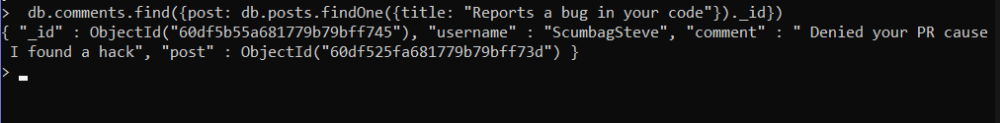 >  db.comments.find({post: db.posts.findOne({title: "Reports a bug in your code"})._id})
{ "_id" : ObjectId("60df5b55a681779b79bff745"), "username" : "ScumbagSteve", "comment" : " Denied your PR cause
I found a hack", "post" : ObjectId("60df525fa681779b79bff73d") }
>